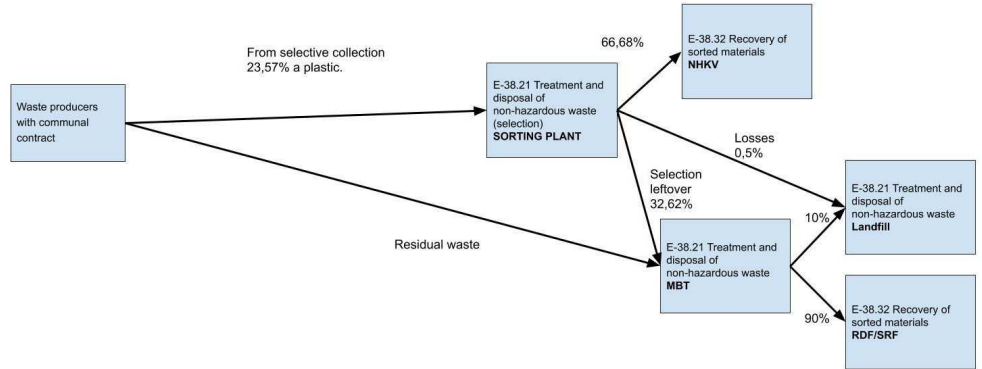 From selective collection
23,57% a plastic.
66,68%
E-38.32 Recovery of
sorted materials
NHKV
Waste producers
with communal
contract
E-38.21 Treatment and
disposal of
non-hazardous waste
(selection)
SORTING PLANT
Losses
0,5%
Selection
leftover
32,62%
E-38.21 Treatment and
disposal of
non-hazardous waste
Landfill
10%
Residual waste
E-38.21 Treatment and
disposal of
non-hazardous waste
MBT
90%
E-38.32 Recovery of
sorted materials
RDF/SRF